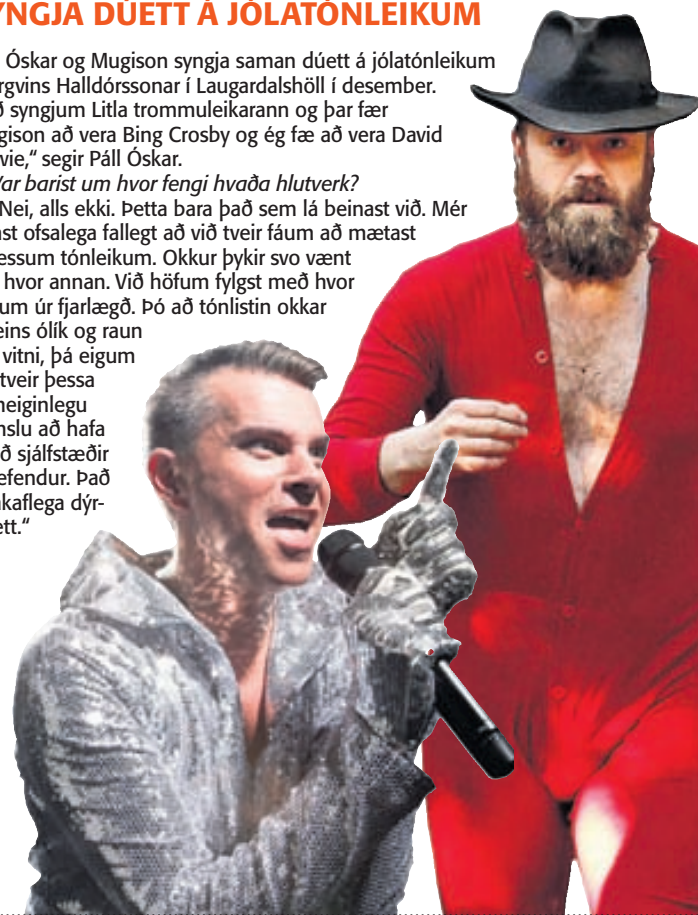 YNGJA DÚETT Á JÓLATÓNLEIKUM
Óskar og Mugison syngja saman dúett á jólatónleikum
rgvins Halldórssonar í Laugardalshöll í desember.
ð syngjum Litla trommuleikarann og þar fær
gison að vera Bing Crosby og ég fæ að vera David
wie,“ segir Páll Óskar.
Var barist um hvor fengi hvaða hlutverk?
Nei, alls ekki. Þetta bara það sem lá beinast við. Mér
st ofsalega fallegt að við tveir fáum að mætast
essum tónleikum. Okkur þykir svo vænt
hvor annan. Við höfum fylgst með hvor
um úr fjarlægð. Þó að tónlistin okkar
eins ólík og raun
vitni, þá eigum
tveir þessa
neiginlegu
nslu að hafa
ð sjálfstæðir
efendur. Það
kaflega dýr-
ett.“